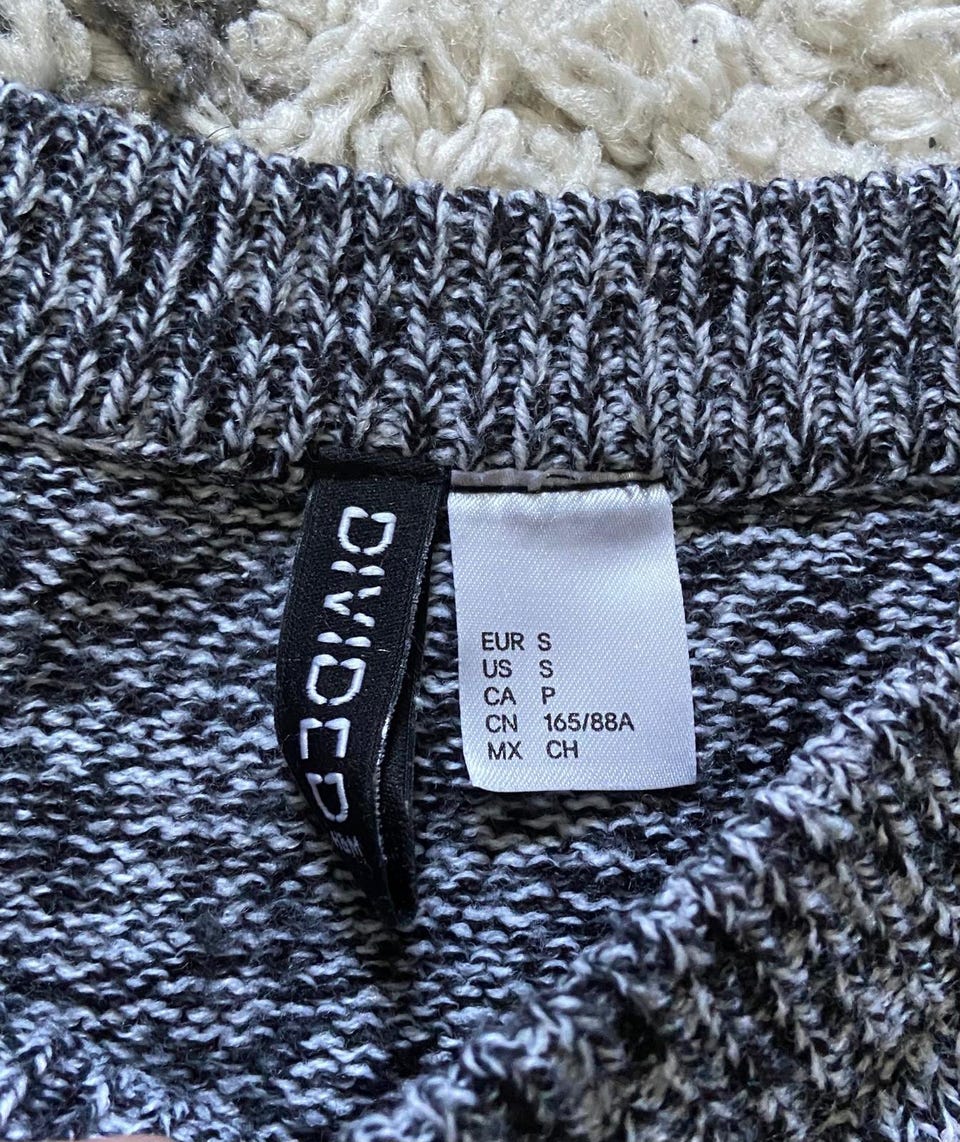 DIVIDED
EUR S
US S
CA P
CN 165/88A
MX CH